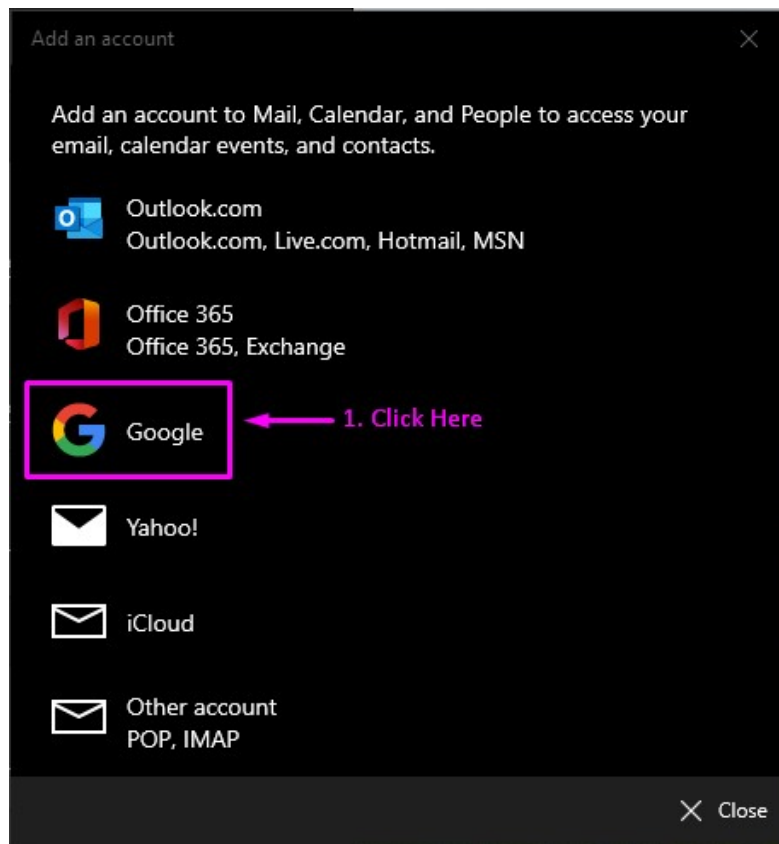 Add an account
Add an account to Mail, Calendar, and People to access your
email, calendar events, and contacts.
Outlook.com
Outlook.com, Live.com, Hotmail, MSN
Office 365
Office 365, Exchange
Google
1. Click Here
Yahoo!
iCloud
Other account
POP, IMAP
Close